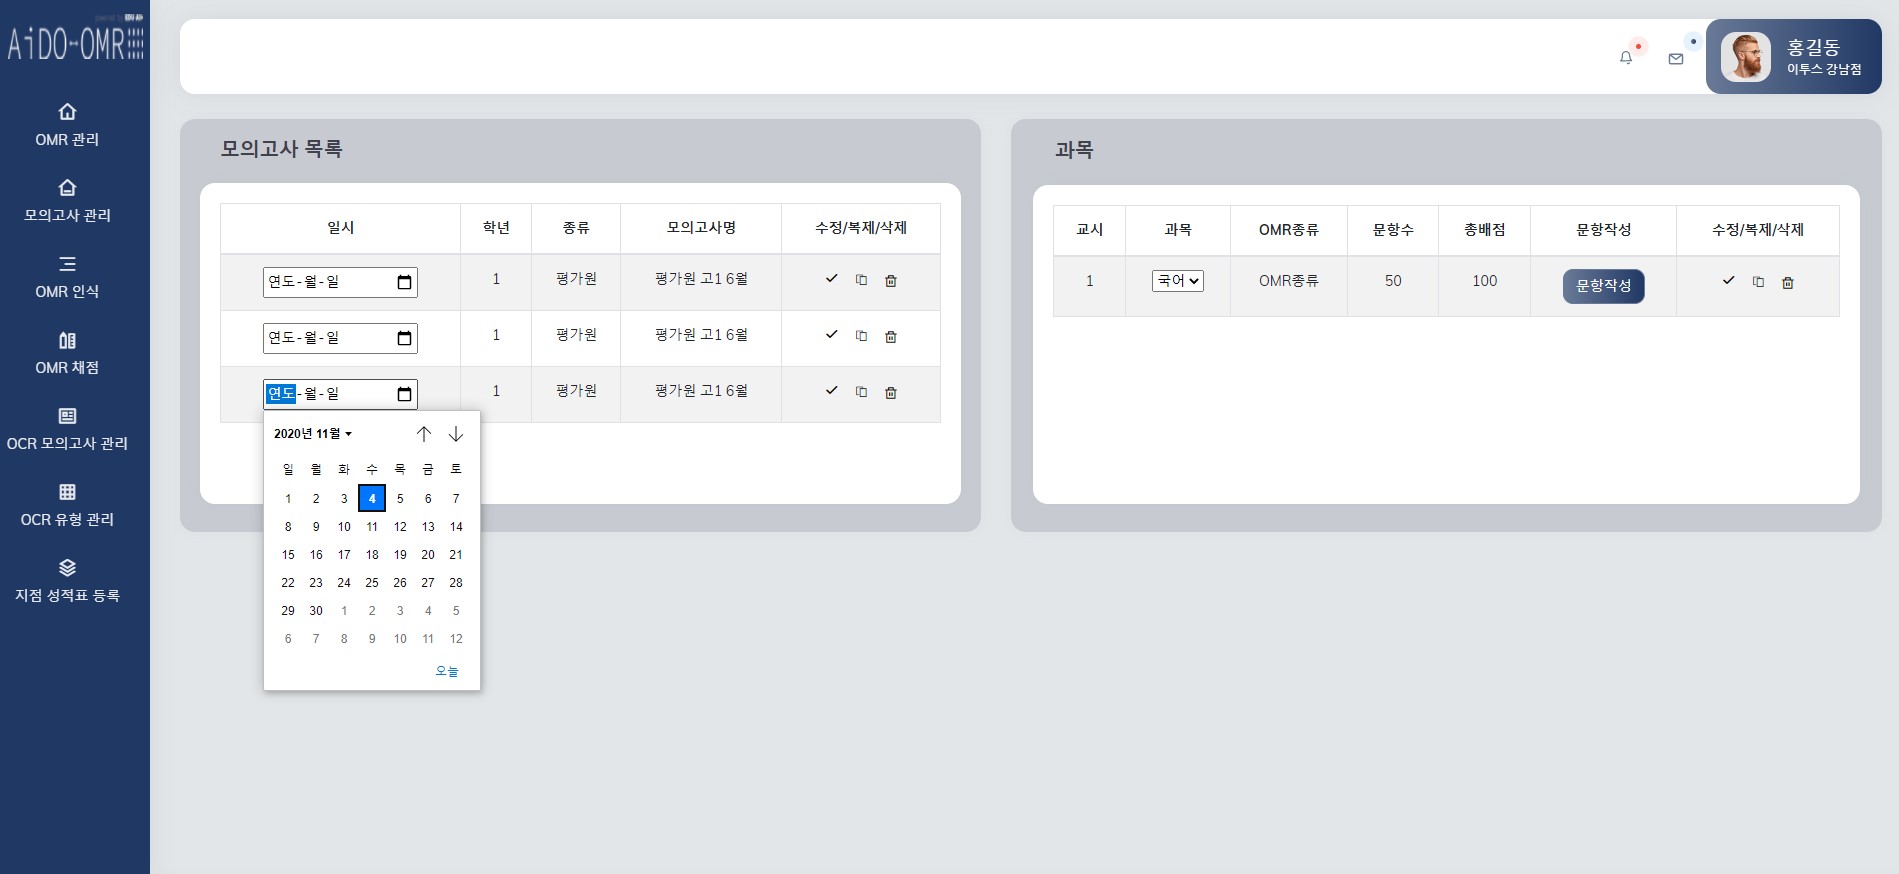 AiDO-OMR
OMR 관리
모의고사 관리
OMR 인식
OMR 채점
OCR 모의고사 관리
OCR 유형 관리
지점 성적표 등록
홍길동
이투스 강남점
모의고사 목록
일시 학년 종류 모의고사명 수정/복제/삭제
연도-월-일 1 평가원 평가원 고1 6월
연도-월-일 1 평가원 평가원 고1 6월
연도-월-일 1 평가원 평가원 고1 6월
2020년 11월
일 월 화 수 목 금 토
1 2 3 4 5 6 7
8 9 10 11 12 13 14
15 16 17 18 19 20 21
22 23 24 25 26 27 28
29 30 1 2 3 4 5
6 7 8 9 10 11 12
오늘
과목
교시 과목 OMR종류 문항수 총배점 문항작성 수정/복제/삭제
1 국어 OMR종류 50 100 문항작성